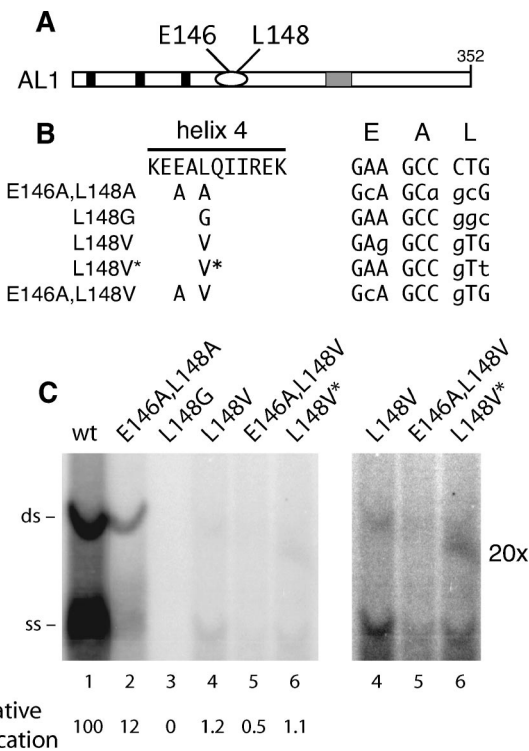 A
E146 L148
352
AL1
B
helix 4
E A L
KEEALQIIREK GAA GCC CTG
E146A,L148A A A GcA GCa gcG
L148G G GAA GCC ggc
L148V V GAg GCC gTG
L148V* V* GAA GCC gTt
E146A,L148V A V GcA GCC gTG
C
wt E146A,L148A L148G L148V E146A,L148V L148V* L148V E146A,L148V L148V*
ds –
20x
ss –
1 2 3 4 5 6 4 5 6
ative
100 12 0 1.2 0.5 1.1
ication